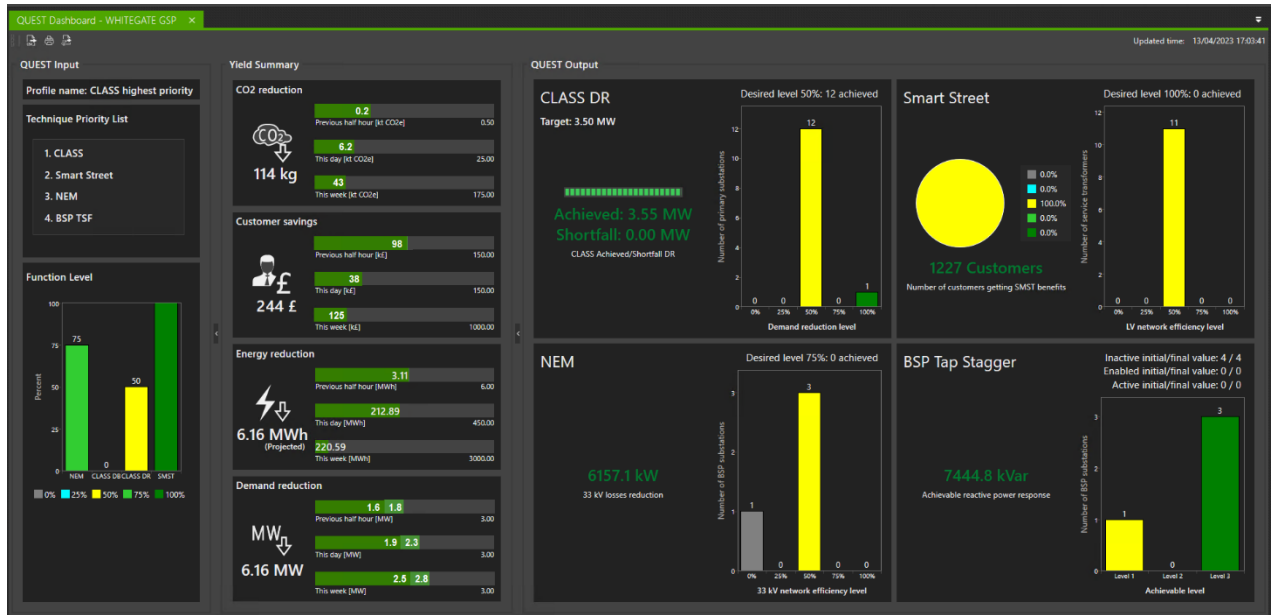 QUEST Dashboard - WHITEGATE GSP ×
Updated time: 13/04/2023 17:03:41
QUEST Input
Profile name: CLASS highest priority
Technique Priority List
1. CLASS
2. Smart Street
3. NEM
4. BSP TSF
Function Level
100
75
50
25
0
Percent
75
0
50
NEM CLASS DB CLASS DR SMST
0% 25% 50% 75% 100%
Yield Summary
CO2 reduction
CO2
114 kg
0.2
Previous half hour [kt CO2e] 0.50
6.2
This day [kt CO2e] 25.00
43
This week [kt CO2e] 175.00
Customer savings
£
244 £
98
Previous half hour [k£] 150.00
38
This day [k£] 150.00
125
This week [k£] 1000.00
Energy reduction
6.16 MWh
(Projected)
3.11
Previous half hour [MWh] 6.00
212.89
This day [MWh] 450.00
220.59
This week [MWh] 3000.00
Demand reduction
MW
6.16 MW
1.6 1.8
Previous half hour [MW] 3.00
1.9 2.3
This day [MW] 3.00
2.5 2.8
This week [MW] 3.00
QUEST Output
CLASS DR
Target: 3.50 MW
Achieved: 3.55 MW
Shortfall: 0.00 MW
CLASS Achieved/Shortfall DR
Desired level 50%: 12 achieved
Number of primary substations
12
10
8
6
4
2
0
0 0 12 0 1
0% 25% 50% 75% 100%
Demand reduction level
Smart Street
0.0%
0.0%
100.0%
0.0%
0.0%
1227 Customers
Number of customers getting SMST benefits
Desired level 100%: 0 achieved
Number of service transformers
12
10
8
6
4
2
0
0 0 11 0 0
0% 25% 50% 75% 100%
LV network efficiency level
NEM
6157.1 kW
33 kV losses reduction
Desired level 75%: 0 achieved
Number of BSP substations
3
2
1
0
1 0 3 0 0
0% 25% 50% 75% 100%
33 kV network efficiency level
BSP Tap Stagger
7444.8 kVar
Achievable reactive power response
Inactive initial/final value: 4 / 4
Enabled initial/final value: 0 / 0
Active initial/final value: 0 / 0
Number of BSP substations
3
2
1
0
1 0 3
Level 1 Level 2 Level 3
Achievable level